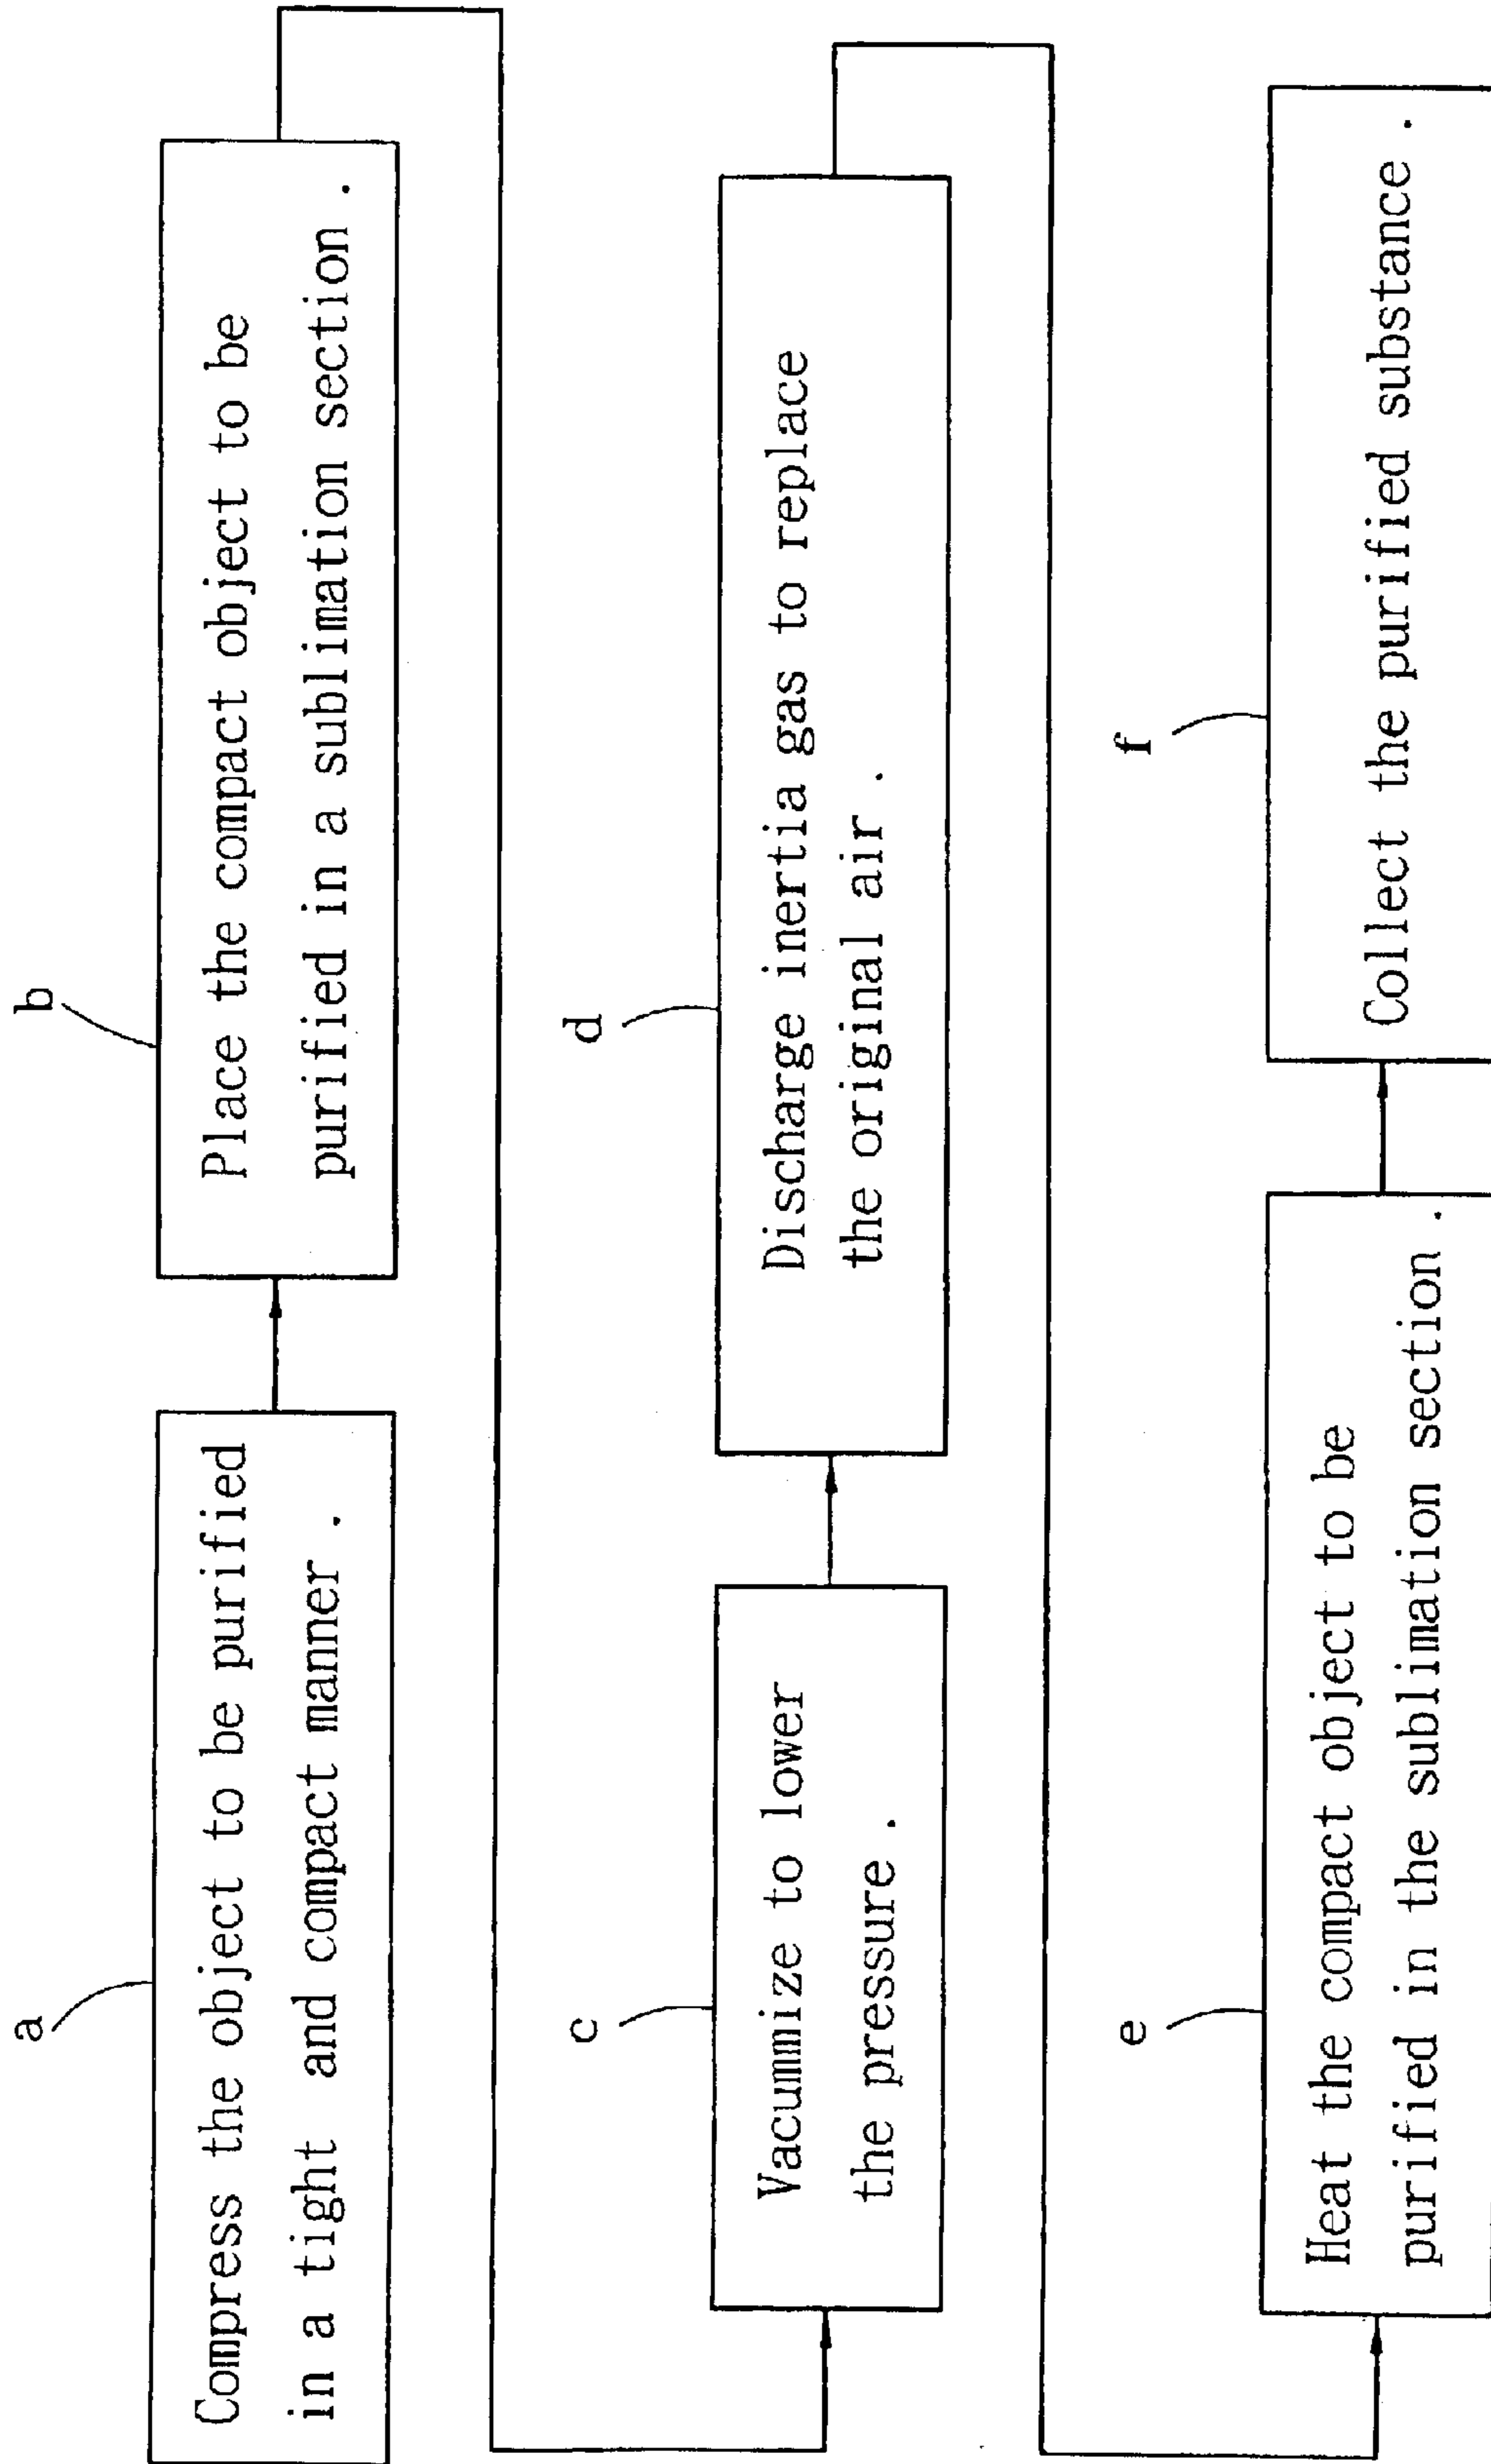 a
Compress the object to be purified
in a tight and compact manner .
b
Place the compact object to be
purified in a sublimation section .
c
Vacummize to lower
the pressure .
d
Discharge inertia gas to replace
the original air .
e
Heat the compact object to be
purified in the sublimation section .
f
Collect the purified substance .